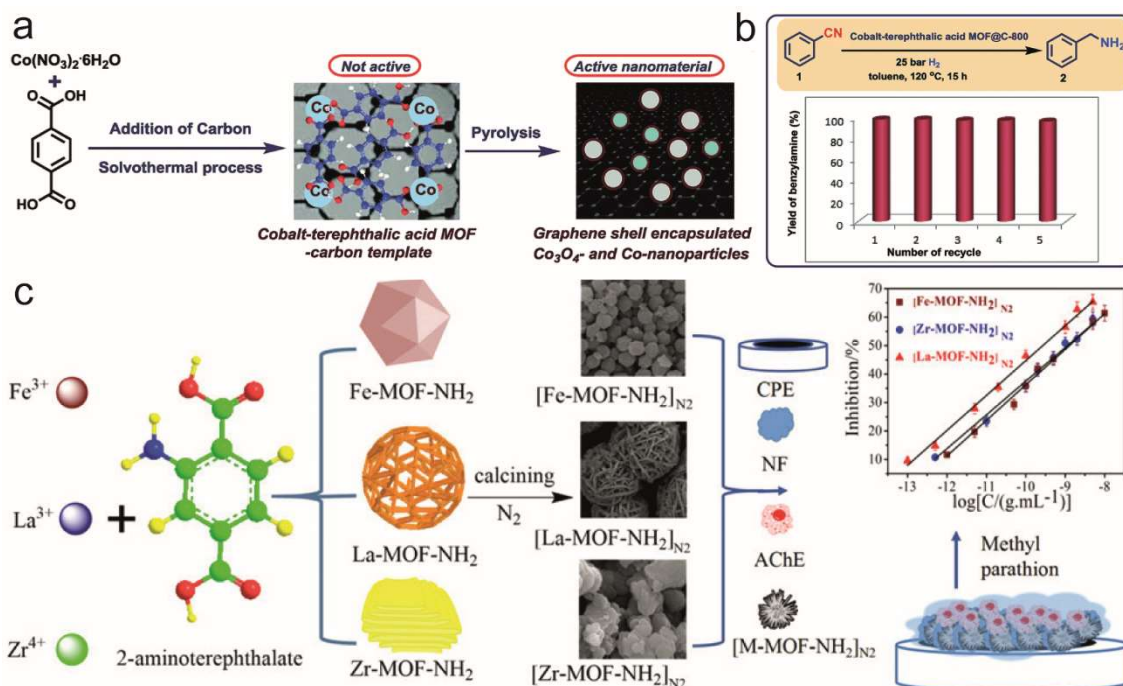 a
Co(NO3)2·6H2O
+
OH
O
O
HO
Addition of Carbon
Solvothermal process
Not active
Co
Co
Co
Co
Cobalt-terephthalic acid MOF
-carbon template
Pyrolysis
Active nanomaterial
Graphene shell encapsulated
Co3O4- and Co-nanoparticles
b
CN
1
Cobalt-terephthalic acid MOF@C-800
25 bar H2
toluene, 120 °C, 15 h
NH2
2
Yield of benzylamine (%)
100
80
60
40
20
0
1 2 3 4 5
Number of recycle
c
Fe3+
La3+
Zr4+
+
2-aminoterephthalate
Fe-MOF-NH2
La-MOF-NH2
Zr-MOF-NH2
calcining
N2
[Fe-MOF-NH2]N2
[La-MOF-NH2]N2
[Zr-MOF-NH2]N2
CPE
NF
AChE
[M-MOF-NH2]N2
Inhibition/%
70
60
50
40
30
20
10
[Fe-MOF-NH2]N2
[Zr-MOF-NH2]N2
[La-MOF-NH2]N2
-13 -12 -11 -10 -9 -8
log[C/(g.mL-1)]
Methyl
parathion